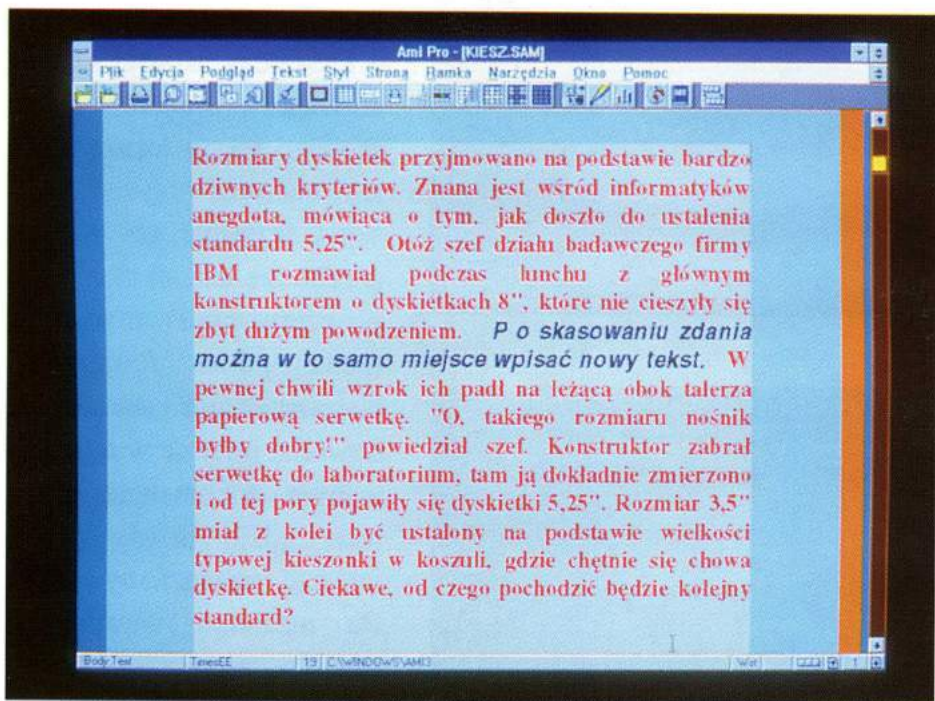 Ami Pro - [KIESZ.SAM]
Plik Edycja Podgląd Tekst Styl Strona Ramka Narzędzia Okno Pomoc
Rozmiary dyskietek przyjmowano na podstawie bardzo
dziwnych kryteriów. Znana jest wśród informatyków
anegdota, mówiąca o tym, jak doszło do ustalenia
standardu 5,25". Otóż szef działu badawczego firmy
IBM rozmawiał podczas lunchu z głównym
konstruktorem o dyskietkach 8", które nie cieszyły się
zbyt dużym powodzeniem. P o skasowaniu zdania
można w to samo miejsce wpisać nowy tekst. W
pewnej chwili wzrok ich padł na leżącą obok talerza
papierową serwetkę. "O, takiego rozmiaru nośnik
byłby dobry!" powiedział szef. Konstruktor zabrał
serwetkę do laboratorium, tam ją dokładnie zmierzono
i od tej pory pojawiły się dyskietki 5,25". Rozmiar 3,5"
miał z kolei być ustalony na podstawie wielkości
typowej kieszonki w koszuli, gdzie chętnie się chowa
dyskietkę. Ciekawe, od czego pochodzić będzie kolejny
standard?
Body Text TimesEE 19 C:\WINDOWS\AMI3 Wst 1